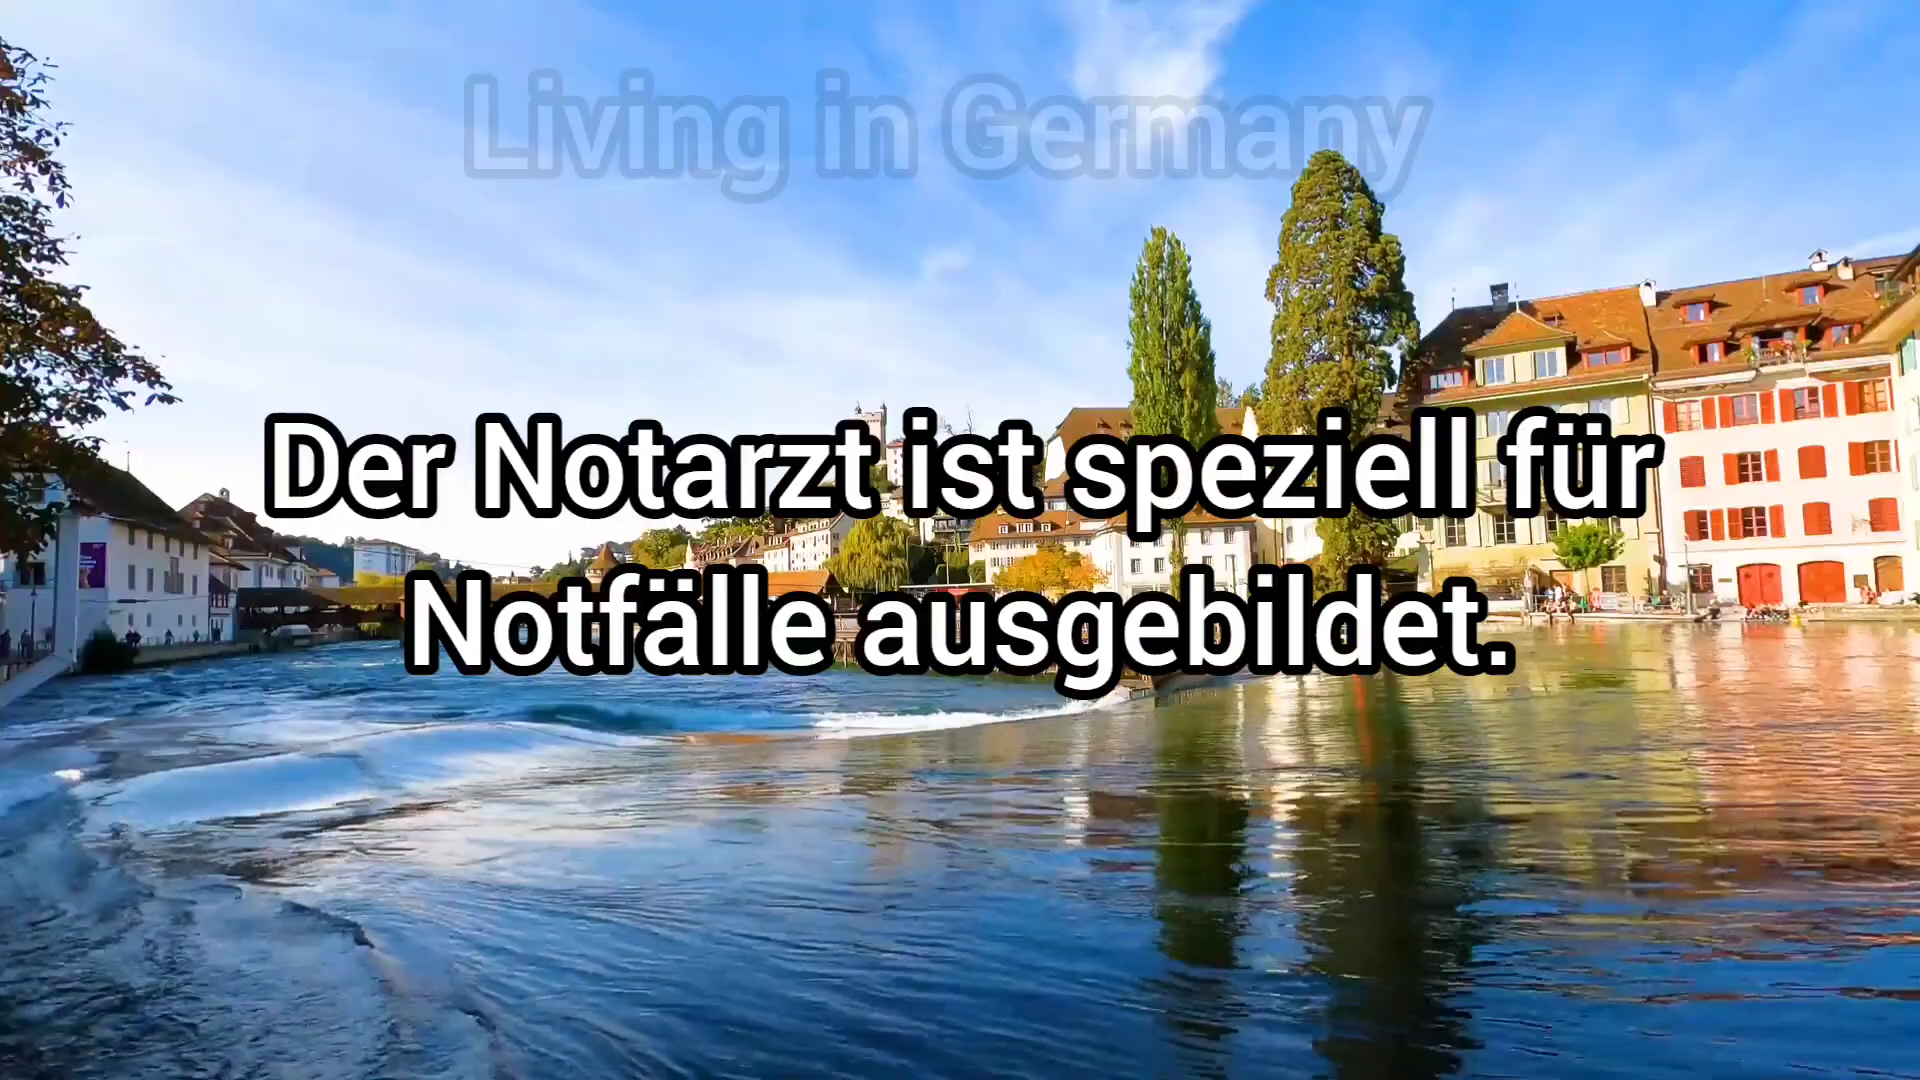 Living in Germany
Der Notarzt ist speziell für
Notfälle ausgebildet.